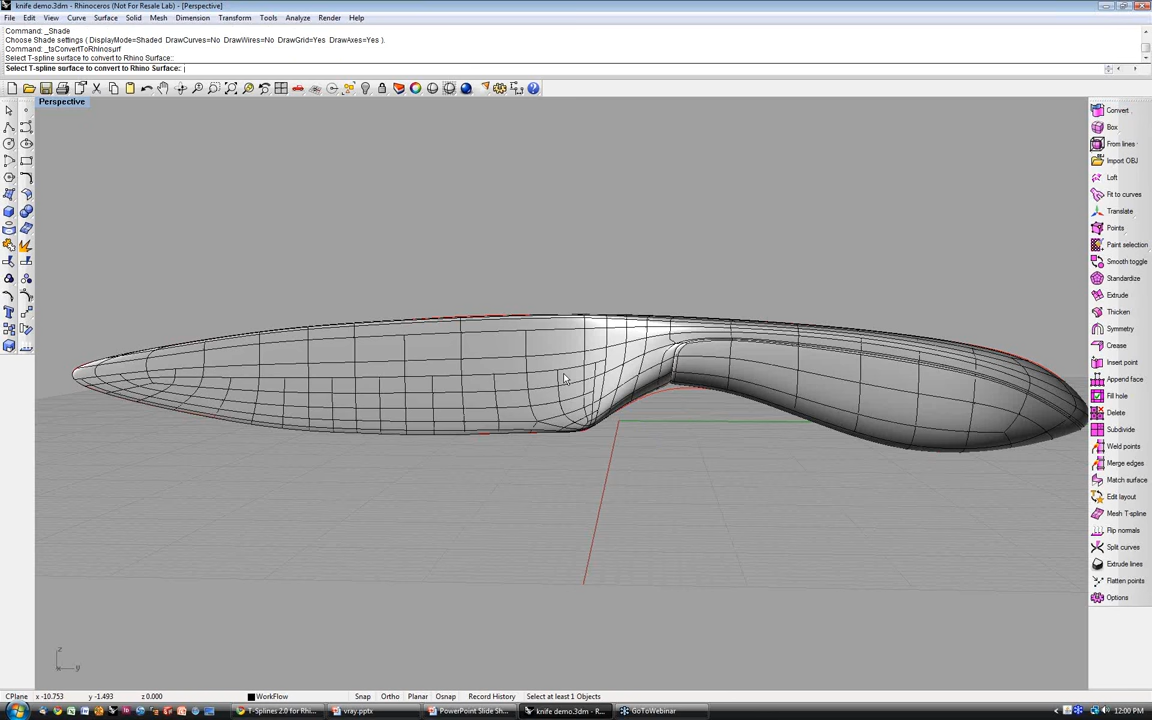 knife demo.3dm - Rhinoceros (Not For Resale Lab) - [Perspective]
File Edit View Curve Surface Solid Mesh Dimension Transform Tools Analyze Render Help
Command: _Shade
Choose Shade settings ( DisplayMode=Shaded DrawCurves=No DrawWires=No DrawGrid=Yes DrawAxes=Yes ).
Command: _tsConvertToRhinosurf
Select T-spline surface to convert to Rhino Surface::
Select T-spline surface to convert to Rhino Surface:
Perspective
Convert
Box
From lines
Import OBJ
Loft
Fit to curves
Translate
Points
Paint selection
Smooth toggle
Standardize
Extrude
Thicken
Symmetry
Crease
Insert point
Append face
Fill hole
Delete
Subdivide
Weld points
Merge edges
Match surface
Edit layout
Mesh T-spline
Flip normals
Split curves
Extrude lines
Flatten points
Options
z
y
CPlane x -10.753 y -1.493 z 0.000 WorkFlow Snap Ortho Planar Osnap Record History Select at least 1 Objects
T-Splines 2.0 for Rhi... vray.pptx PowerPoint Slide Sh... knife demo.3dm - R... GoToWebinar 12:00 PM